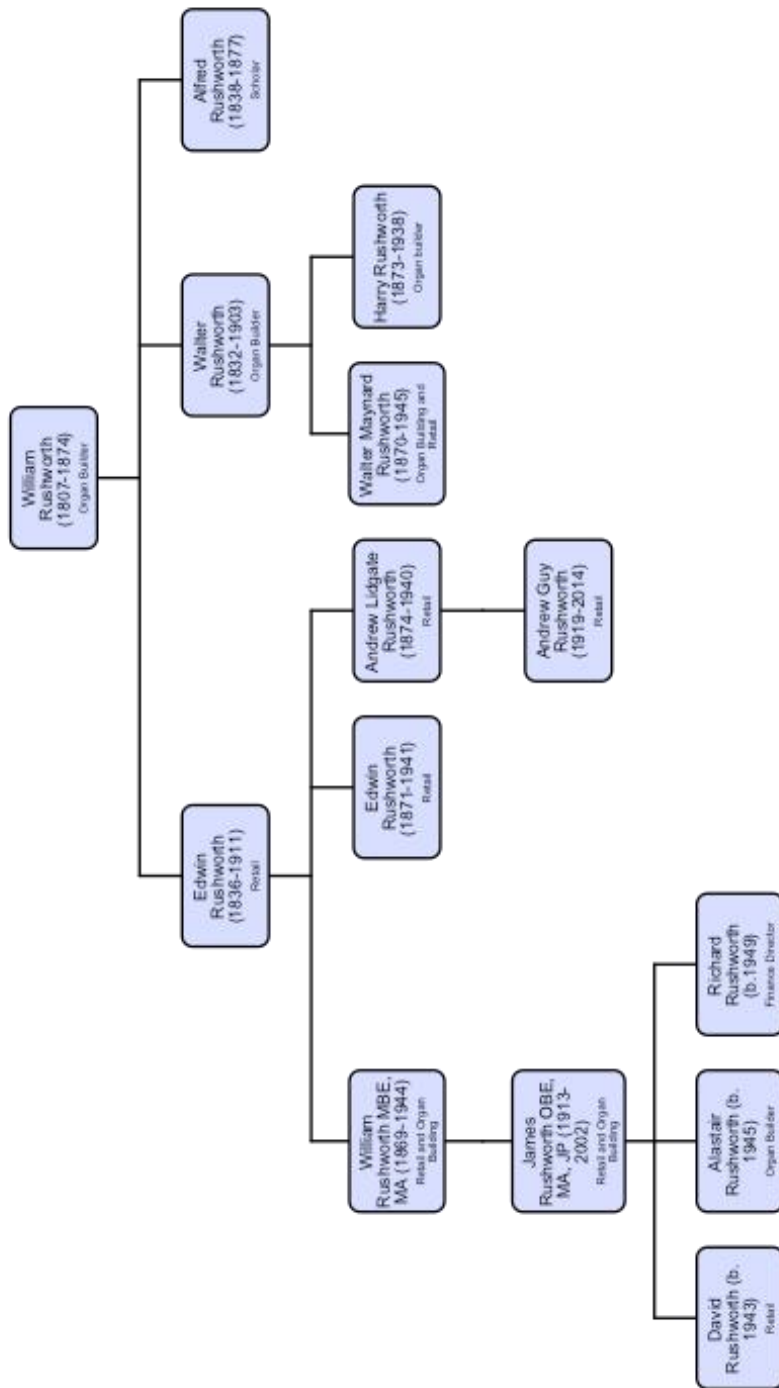 William
Rushworth
(1807-1874)
Organ Builder
Edwin
Rushworth
(1836-1911)
Retail
Walter
Rushworth
(1832-1903)
Organ Builder
Alfred
Rushworth
(1838-1877)
Scholar
William
Rushworth MBE,
MA (1869-1944)
Retail and Organ
Building
Edwin
Rushworth
(1871-1941)
Retail
Andrew Lidgate
Rushworth
(1874-1940)
Retail
Walter Maynard
Rushworth
(1870-1945)
Organ Building and
Retail
Harry Rushworth
(1873-1938)
Organ builder
James
Rushworth OBE,
MA, JP (1913-
2002)
Retail and Organ
Building
Andrew Guy
Rushworth
(1919-2014)
Retail
David
Rushworth (b.
1943)
Retail
Alastair
Rushworth (b.
1945)
Organ Builder
Richard
Rushworth
(b.1949)
Finance Director